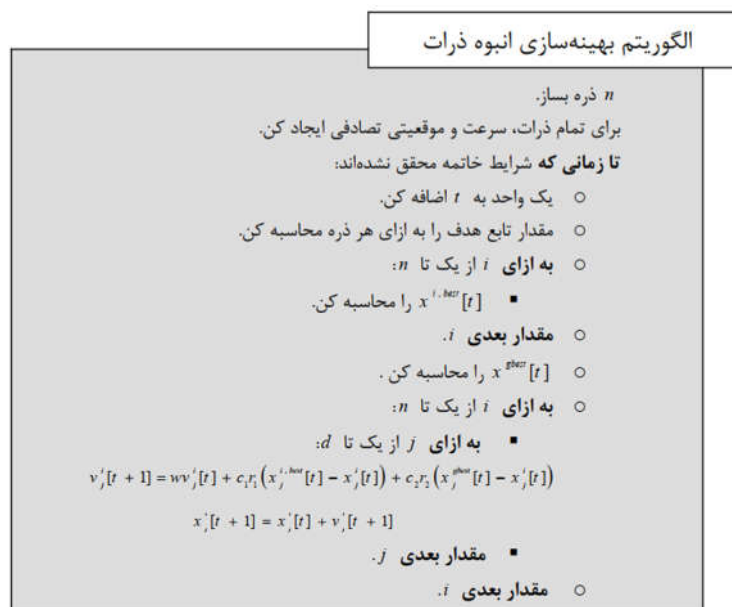 الگوریتم بهینه‌سازی انبوه ذرات
n ذره بساز.
برای تمام ذرات، سرعت و موقعیتی تصادفی ایجاد کن.
تا زمانی که شرایط خاتمه محقق نشده‌اند:
○ یک واحد به t اضافه کن.
○ مقدار تابع هدف را به ازای هر ذره محاسبه کن.
○ به ازای i از یک تا n:
▪ x^{i,best}[t] را محاسبه کن.
○ مقدار بعدی i.
○ x^{gbest}[t] را محاسبه کن .
○ به ازای i از یک تا n:
▪ به ازای j از یک تا d:
v_j^i[t + 1] = wv_j^i[t] + c_1r_1(x_j^{i,best}[t] − x_j^i[t]) + c_2r_2(x_j^{gbest}[t] − x_j^i[t])
x_j^i[t + 1] = x_j^i[t] + v_j^i[t + 1]
▪ مقدار بعدی j.
○ مقدار بعدی i.